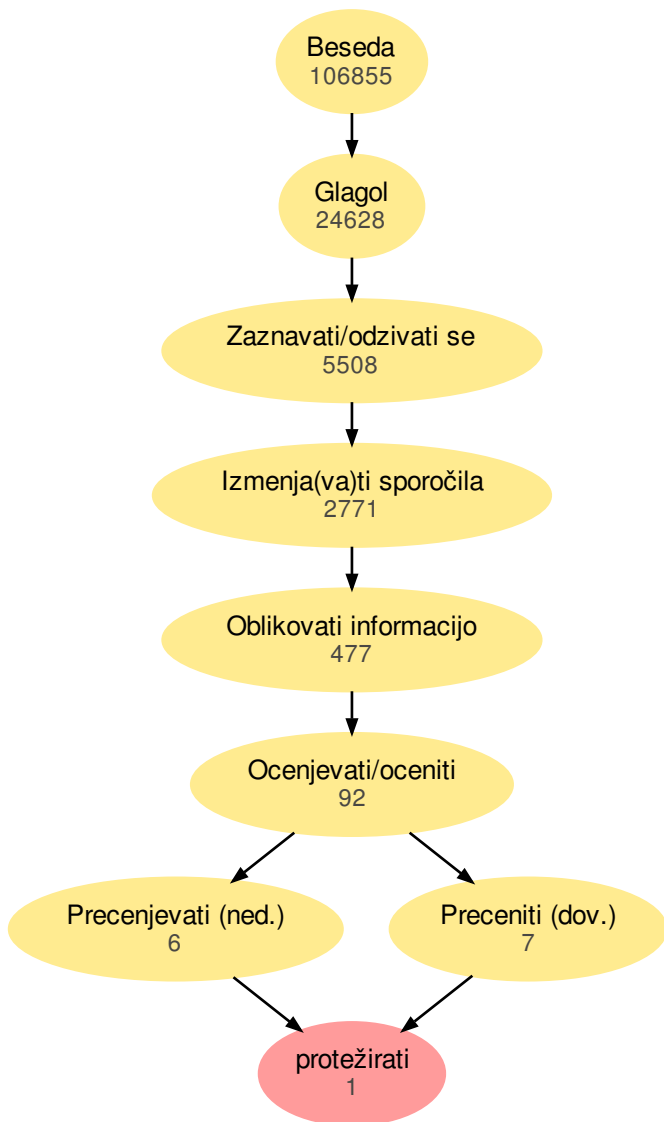 Beseda
106855
Glagol
24628
Zaznavati/odzivati se
5508
Izmenja(va)ti sporočila
2771
Oblikovati informacijo
477
Ocenjevati/oceniti
92
Precenjevati (ned.)
6
Preceniti (dov.)
7
protežirati
1